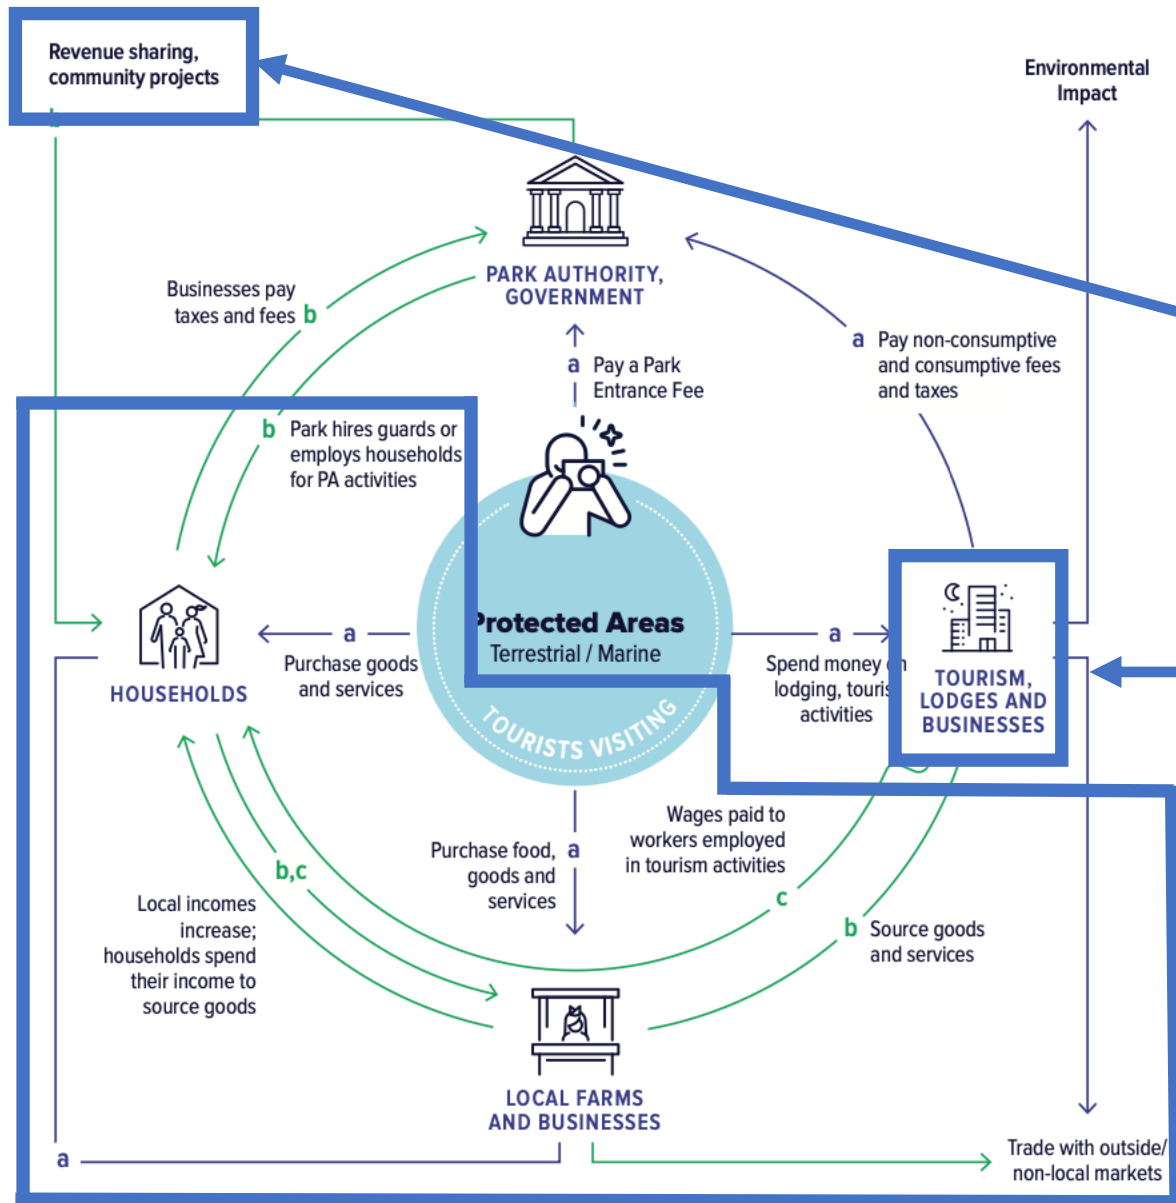 Revenue sharing,
community projects
b
Environmental
Impact
PARK AUTHORITY,
GOVERNMENT
Businesses pay
taxes and fees b
a Pay a Park
Entrance Fee
a Pay non-consumptive
and consumptive fees
and taxes
b Park hires guards or
employs households
for PA activities
Protected Areas
Terrestrial / Marine
TOURISTS VISITING
HOUSEHOLDS
a
Purchase goods
and services
a
Spend money on
lodging, tourism
activities
TOURISM,
LODGES AND
BUSINESSES
Wages paid to
workers employed
in tourism activities
c
Purchase food, a
goods and
services
b,c
Local incomes
increase;
households spend
their income to
source goods
b Source goods
and services
LOCAL FARMS
AND BUSINESSES
a
Trade with outside/
non-local markets